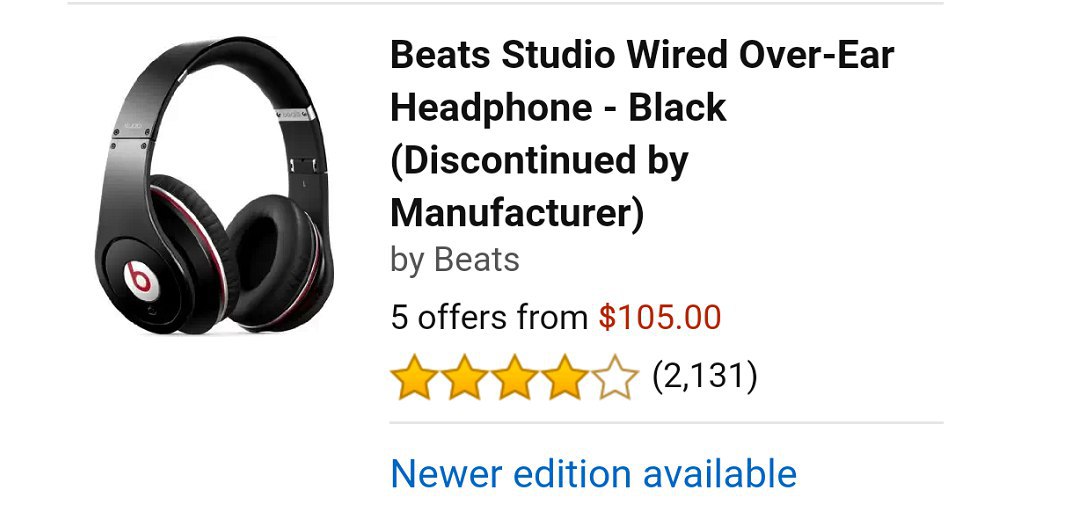 Beats Studio Wired Over-Ear
Headphone - Black
(Discontinued by
Manufacturer)
by Beats
5 offers from $105.00
(2,131)
Newer edition available
studio
b
L